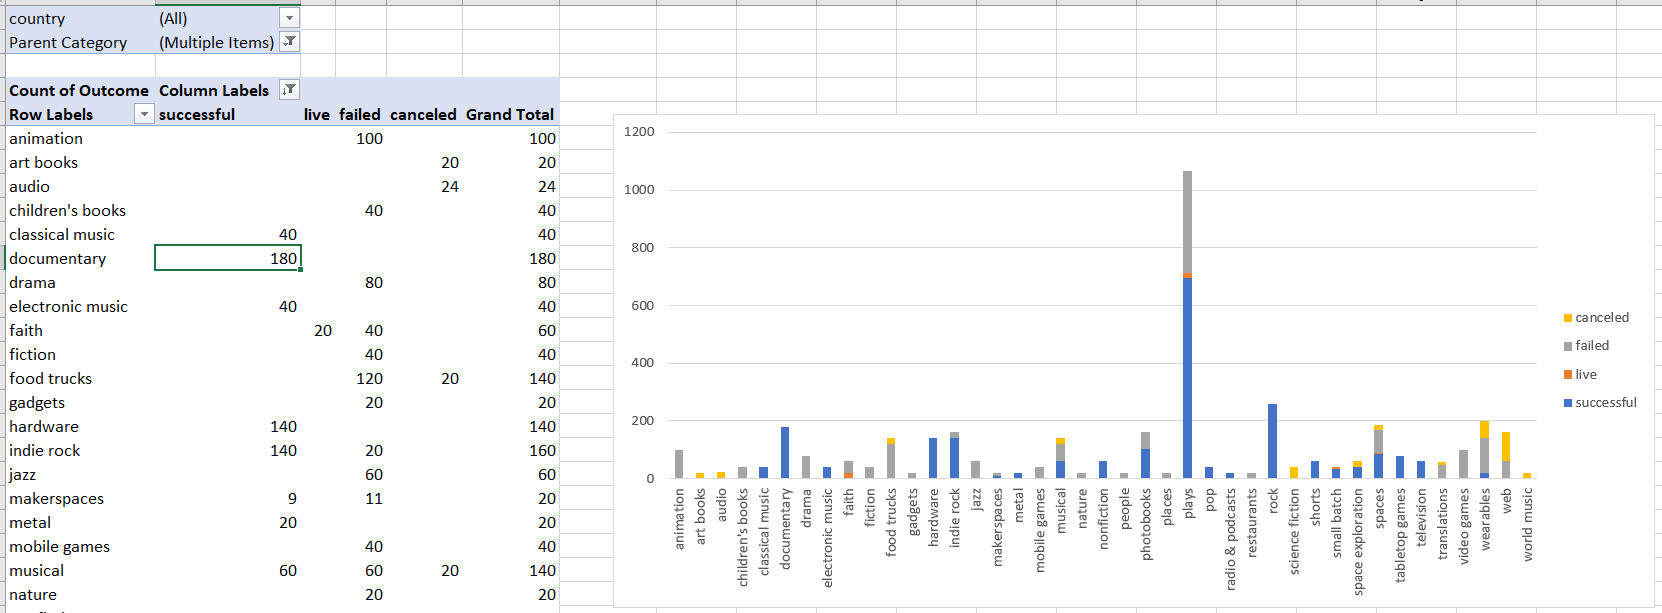 country (All)
Parent Category (Multiple Items)
Count of Outcome Column Labels
Row Labels successful live failed canceled Grand Total
animation 100 100
art books 20 20
audio 24 24
children's books 40 40
classical music 40 40
documentary 180 180
drama 80 80
electronic music 40 40
faith 20 40 60
fiction 40 40
food trucks 120 20 140
gadgets 20 20
hardware 140 140
indie rock 140 20 160
jazz 60 60
makerspaces 9 11 20
metal 20 20
mobile games 40 40
musical 60 60 20 140
nature 20 20
1200
1000
800
600
400
200
0
animation
art books
audio
children's books
classical music
documentary
drama
electronic music
faith
fiction
food trucks
gadgets
hardware
indie rock
jazz
makerspaces
metal
mobile games
musical
nature
nonfiction
people
photobooks
places
plays
pop
radio & podcasts
restaurants
rock
science fiction
shorts
small batch
space exploration
spaces
tabletop games
television
translations
video games
wearables
web
world music
canceled
failed
live
successful